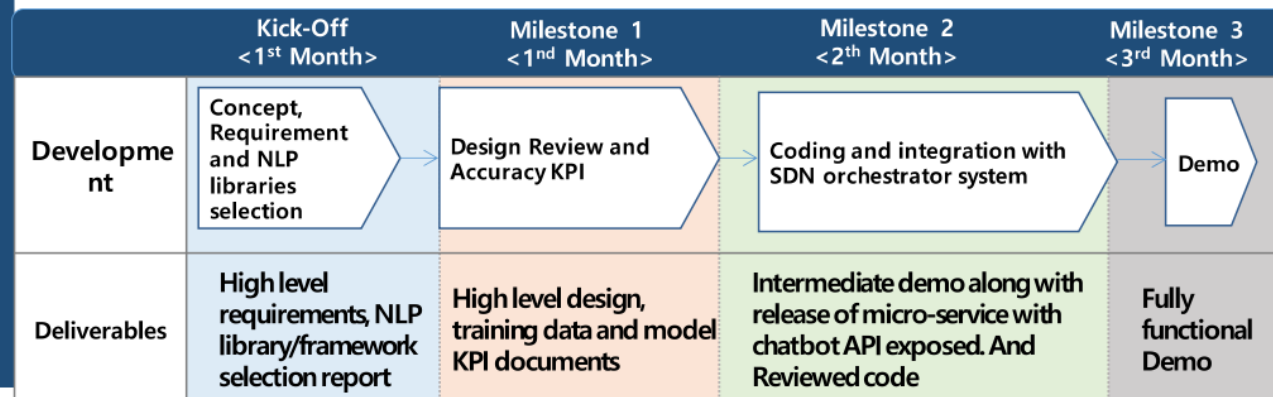 Kick-Off
<1st Month>
Milestone 1
<1nd Month>
Milestone 2
<2th Month>
Milestone 3
<3rd Month>
Developme
nt
Concept,
Requirement
and NLP
libraries
selection
Design Review and
Accuracy KPI
Coding and integration with
SDN orchestrator system
Demo
Deliverables
High level
requirements, NLP
library/framework
selection report
High level design,
training data and model
KPI documents
Intermediate demo along with
release of micro-service with
chatbot API exposed. And
Reviewed code
Fully
functional
Demo